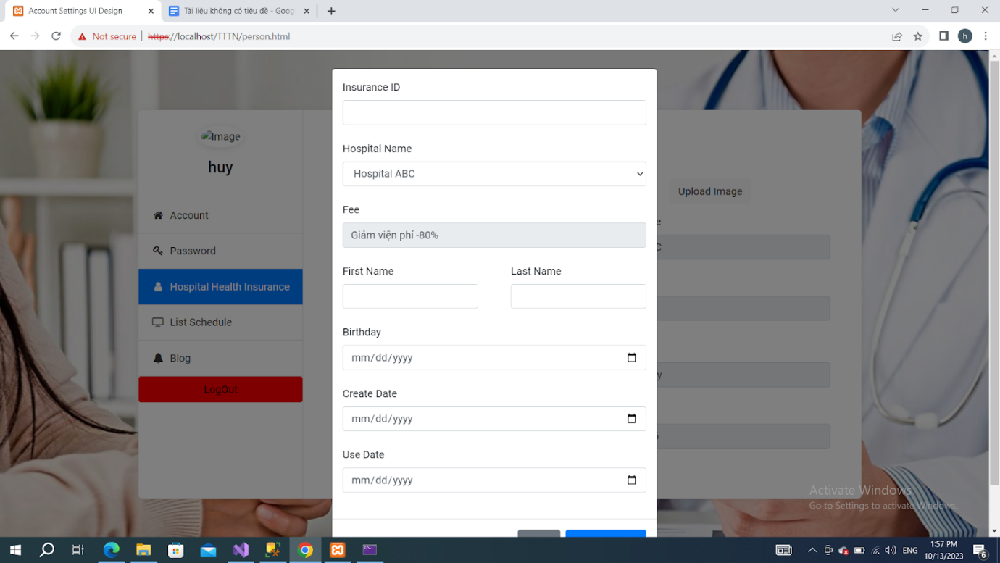 Account Settings UI Design
Tài liệu không có tiêu đề - Goog
Not secure
https://localhost/TTTN/person.html
h
Image
huy
Account
Password
Hospital Health Insurance
List Schedule
Blog
LogOut
Insurance ID
Hospital Name
Hospital ABC
Fee
Giảm viện phí -80%
First Name
Last Name
Birthday
mm/dd/yyyy
Create Date
mm/dd/yyyy
Use Date
mm/dd/yyyy
Upload Image
e
C
y
Activate Windows
Go to Settings to activate Windows.
ENG
1:57 PM
10/13/2023
6